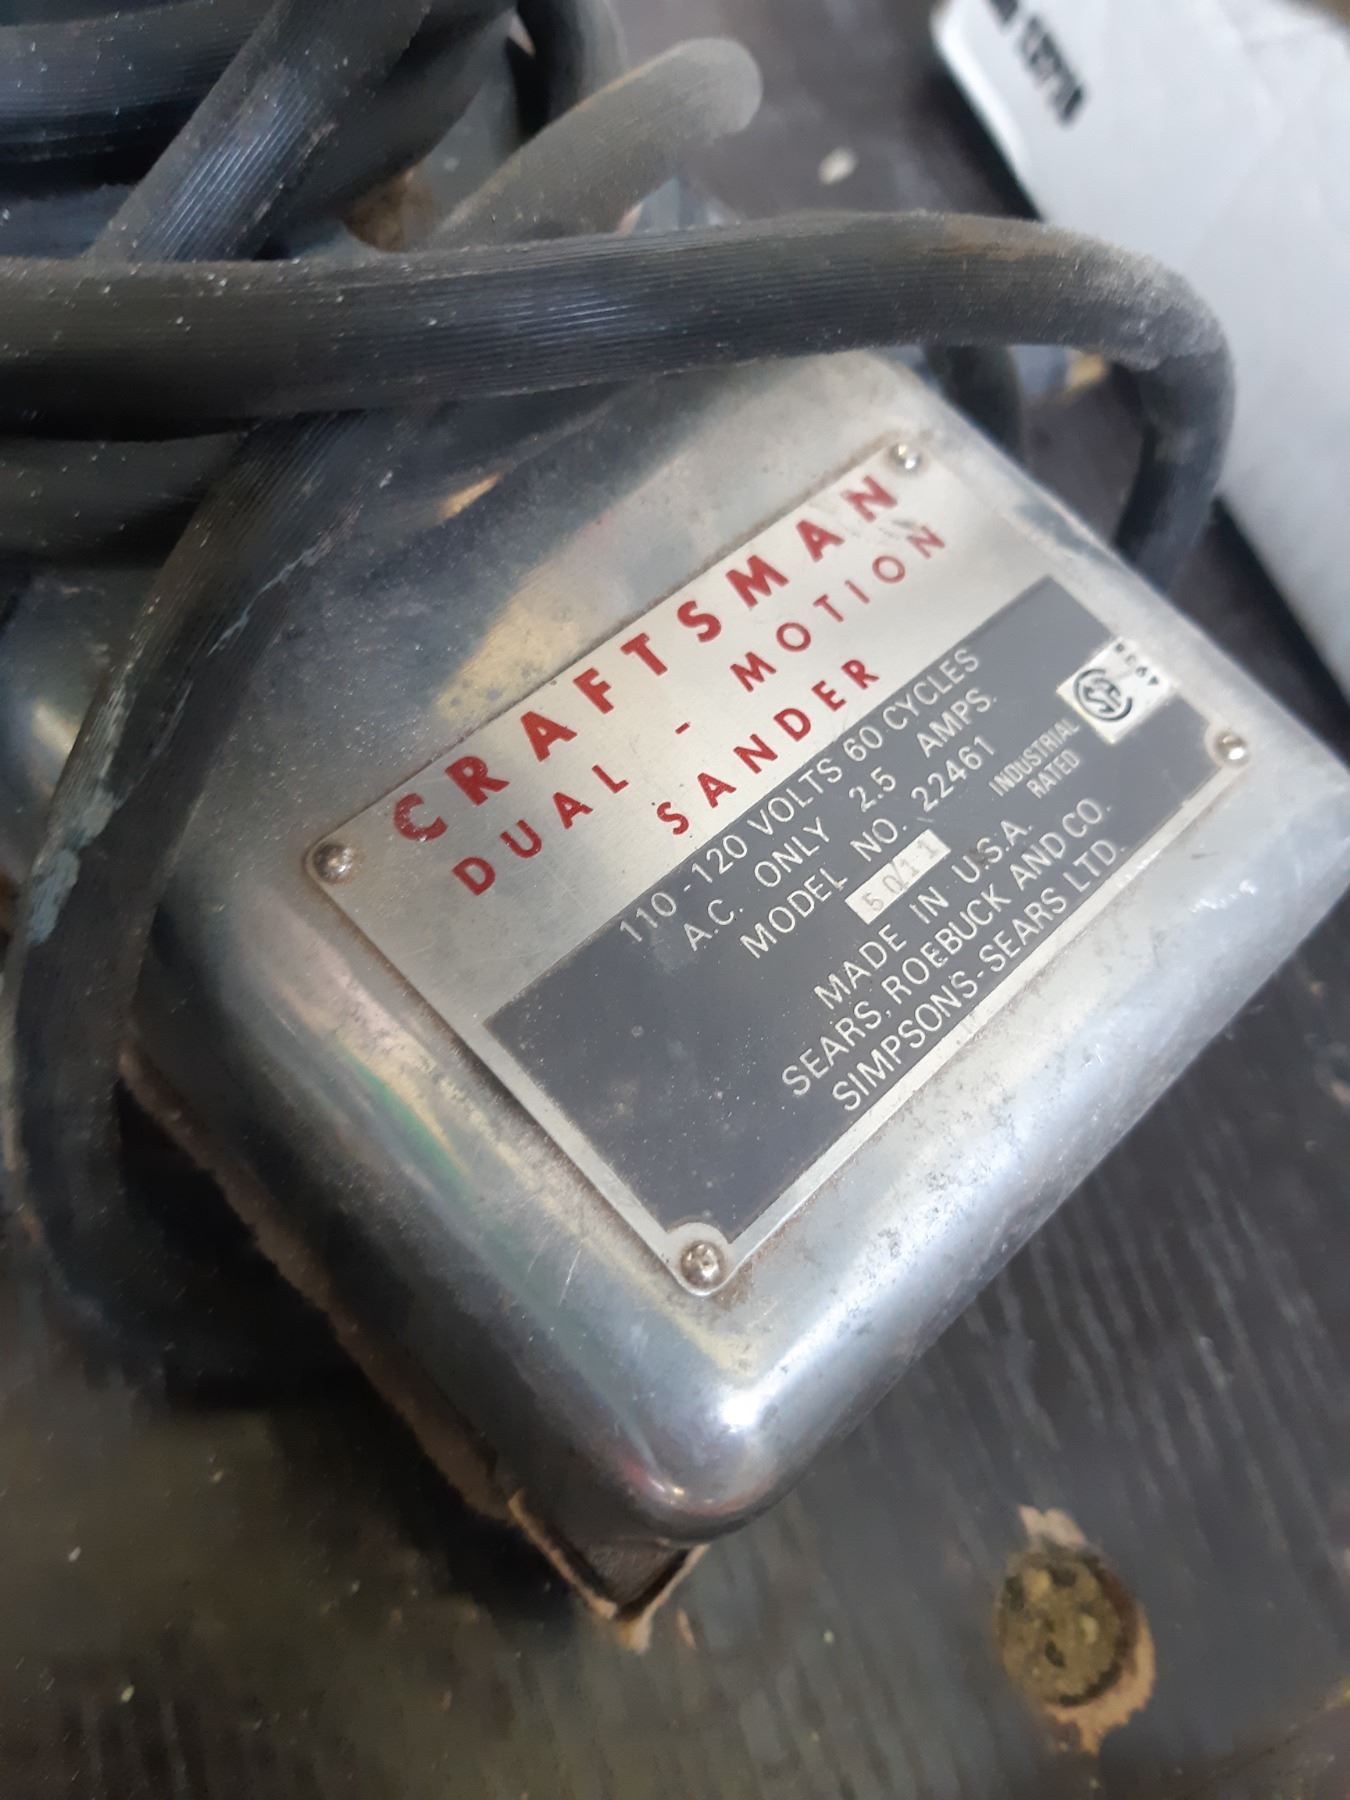 CRAFTSMAN
DUAL - MOTION
SANDER
110-120 VOLTS 60 CYCLES
A.C. ONLY 2.5 AMPS.
MODEL NO. 22461
INDUSTRIAL
RATED
MADE IN U.S.A.
SEARS, ROEBUCK AND CO.
SIMPSONS-SEARS LTD.